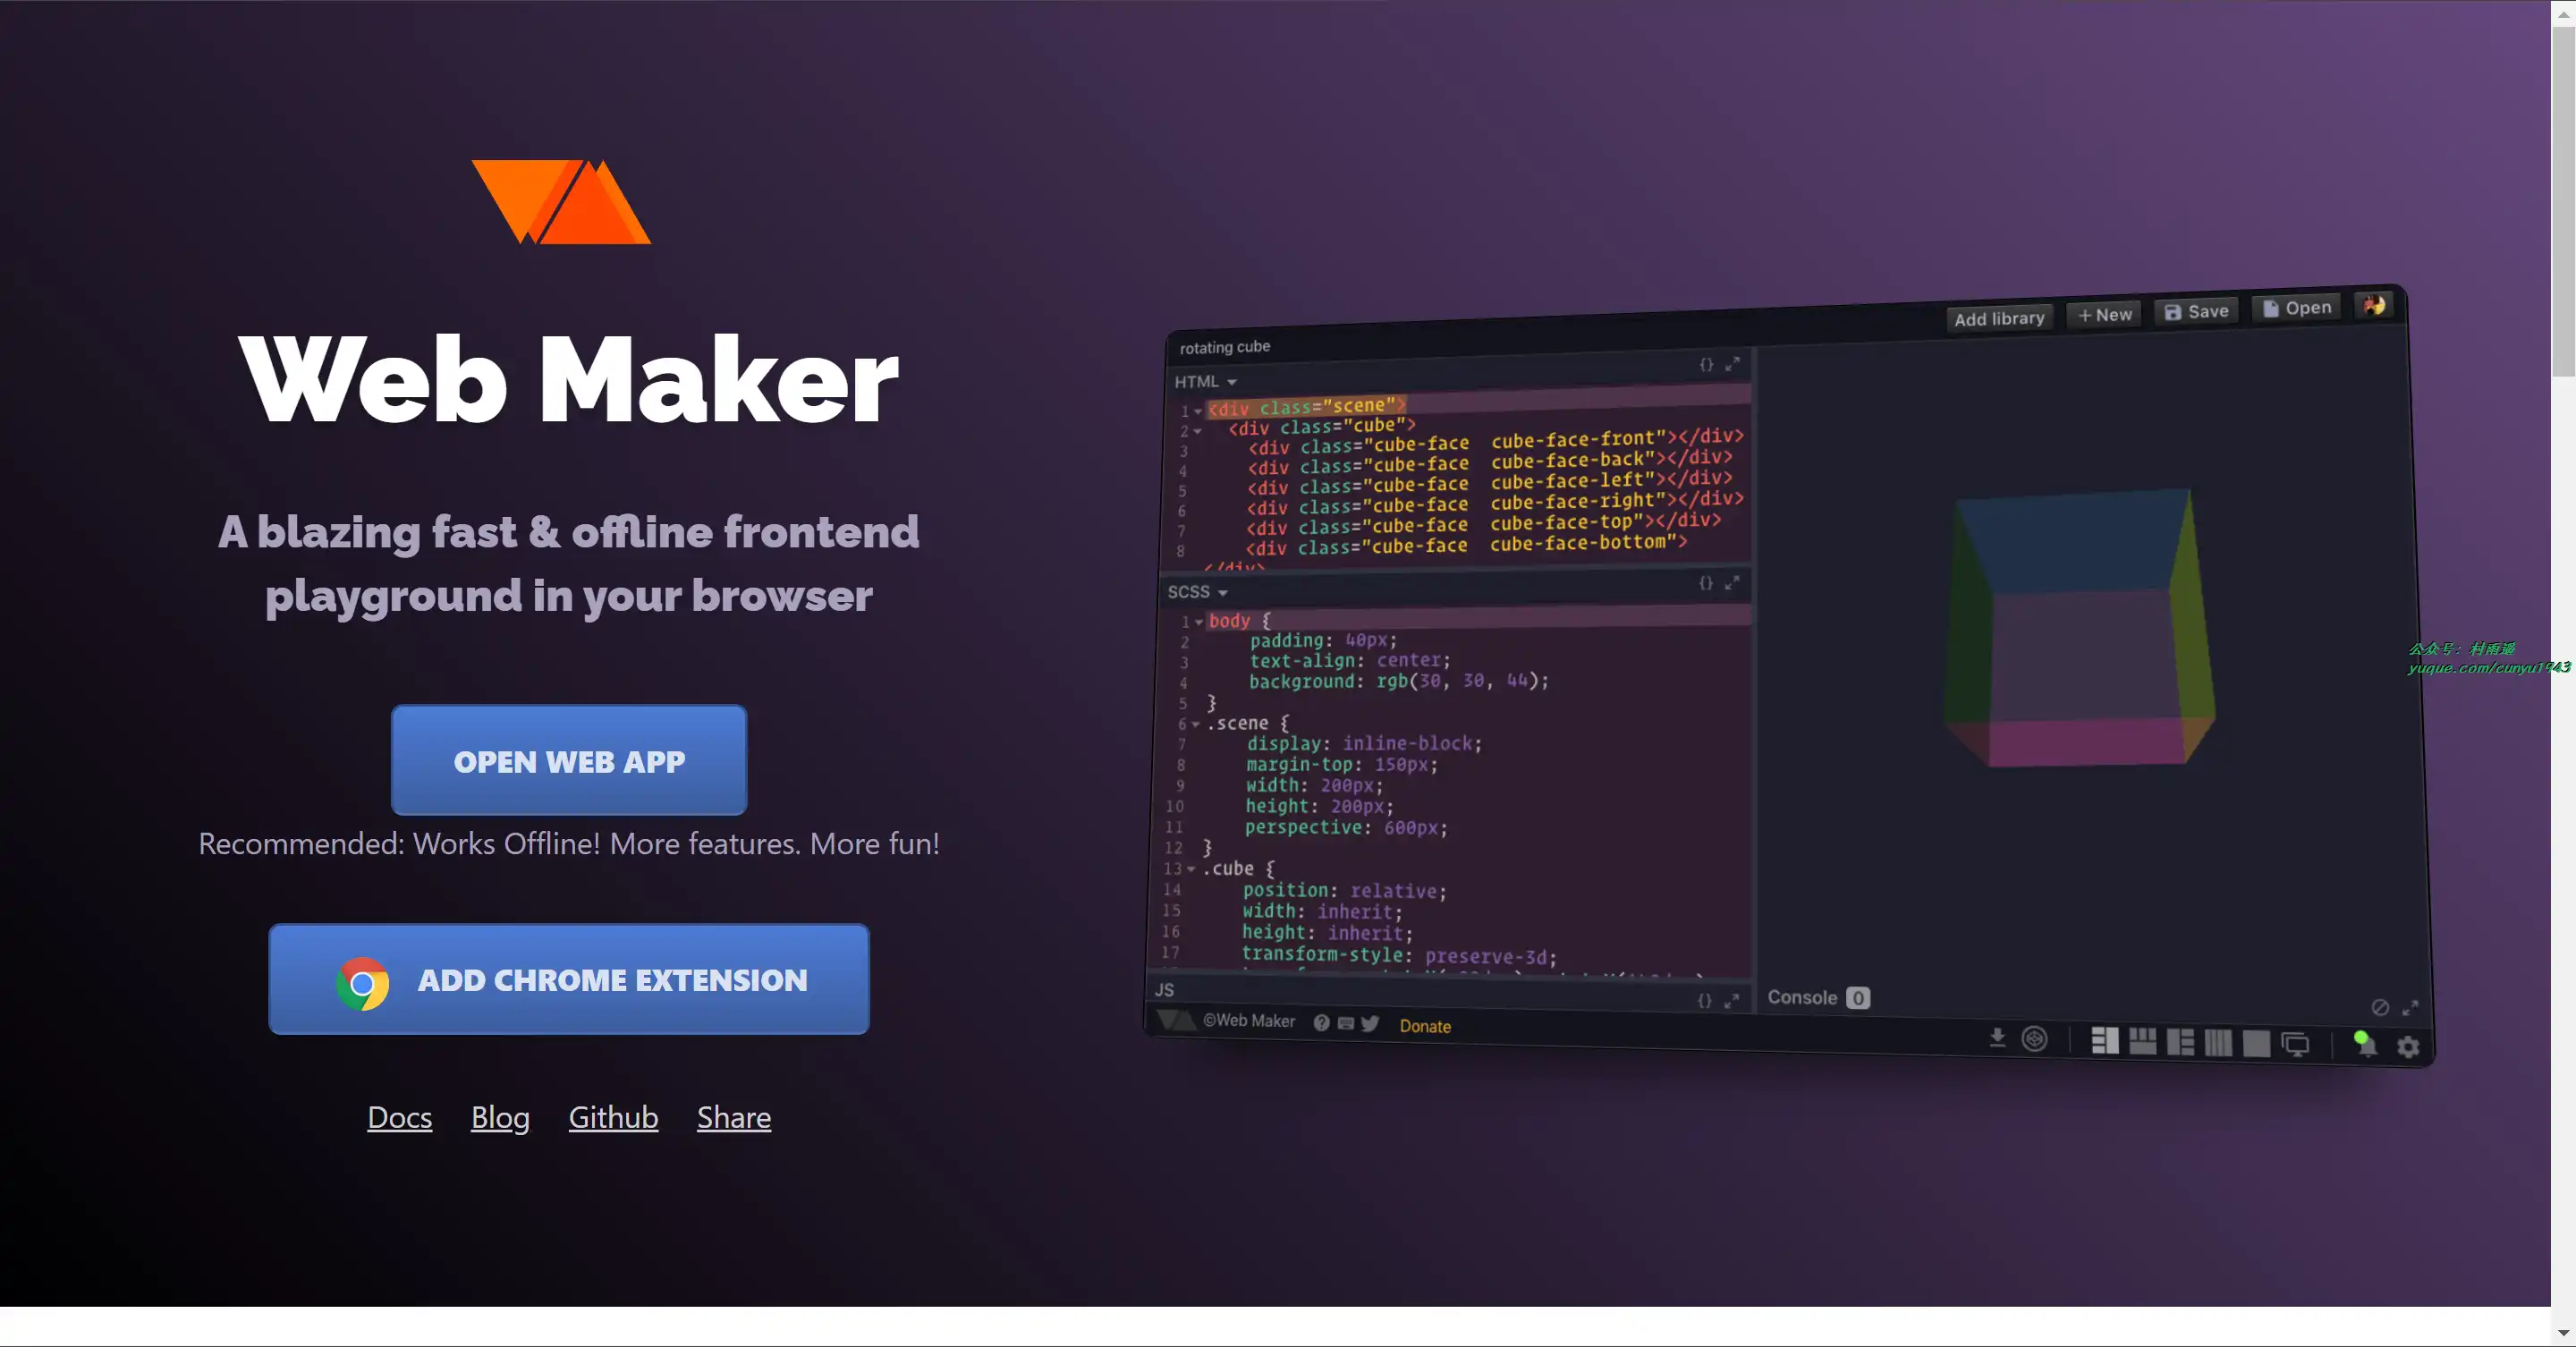 Web Maker
A blazing fast & offline frontend
playground in your browser
OPEN WEB APP
Recommended: Works Offline! More features. More fun!
ADD CHROME EXTENSION
Docs Blog Github Share
rotating cube
Add library + New Save Open
HTML {}
1 <div class="scene">
2 <div class="cube">
3 <div class="cube-face cube-face-front"></div>
4 <div class="cube-face cube-face-back"></div>
5 <div class="cube-face cube-face-left"></div>
6 <div class="cube-face cube-face-right"></div>
7 <div class="cube-face cube-face-top"></div>
8 <div class="cube-face cube-face-bottom">
</div>
SCSS {}
1 body {
2 padding: 40px;
3 text-align: center;
4 background: rgb(30, 30, 44);
5 }
6 .scene {
7 display: inline-block;
8 margin-top: 150px;
9 width: 200px;
10 height: 200px;
11 perspective: 600px;
12 }
13 .cube {
14 position: relative;
15 width: inherit;
16 height: inherit;
17 transform-style: preserve-3d;
JS {}
Console 0
©Web Maker ? Donate
公众号：村雨遥
yuque.com/cunyu1943